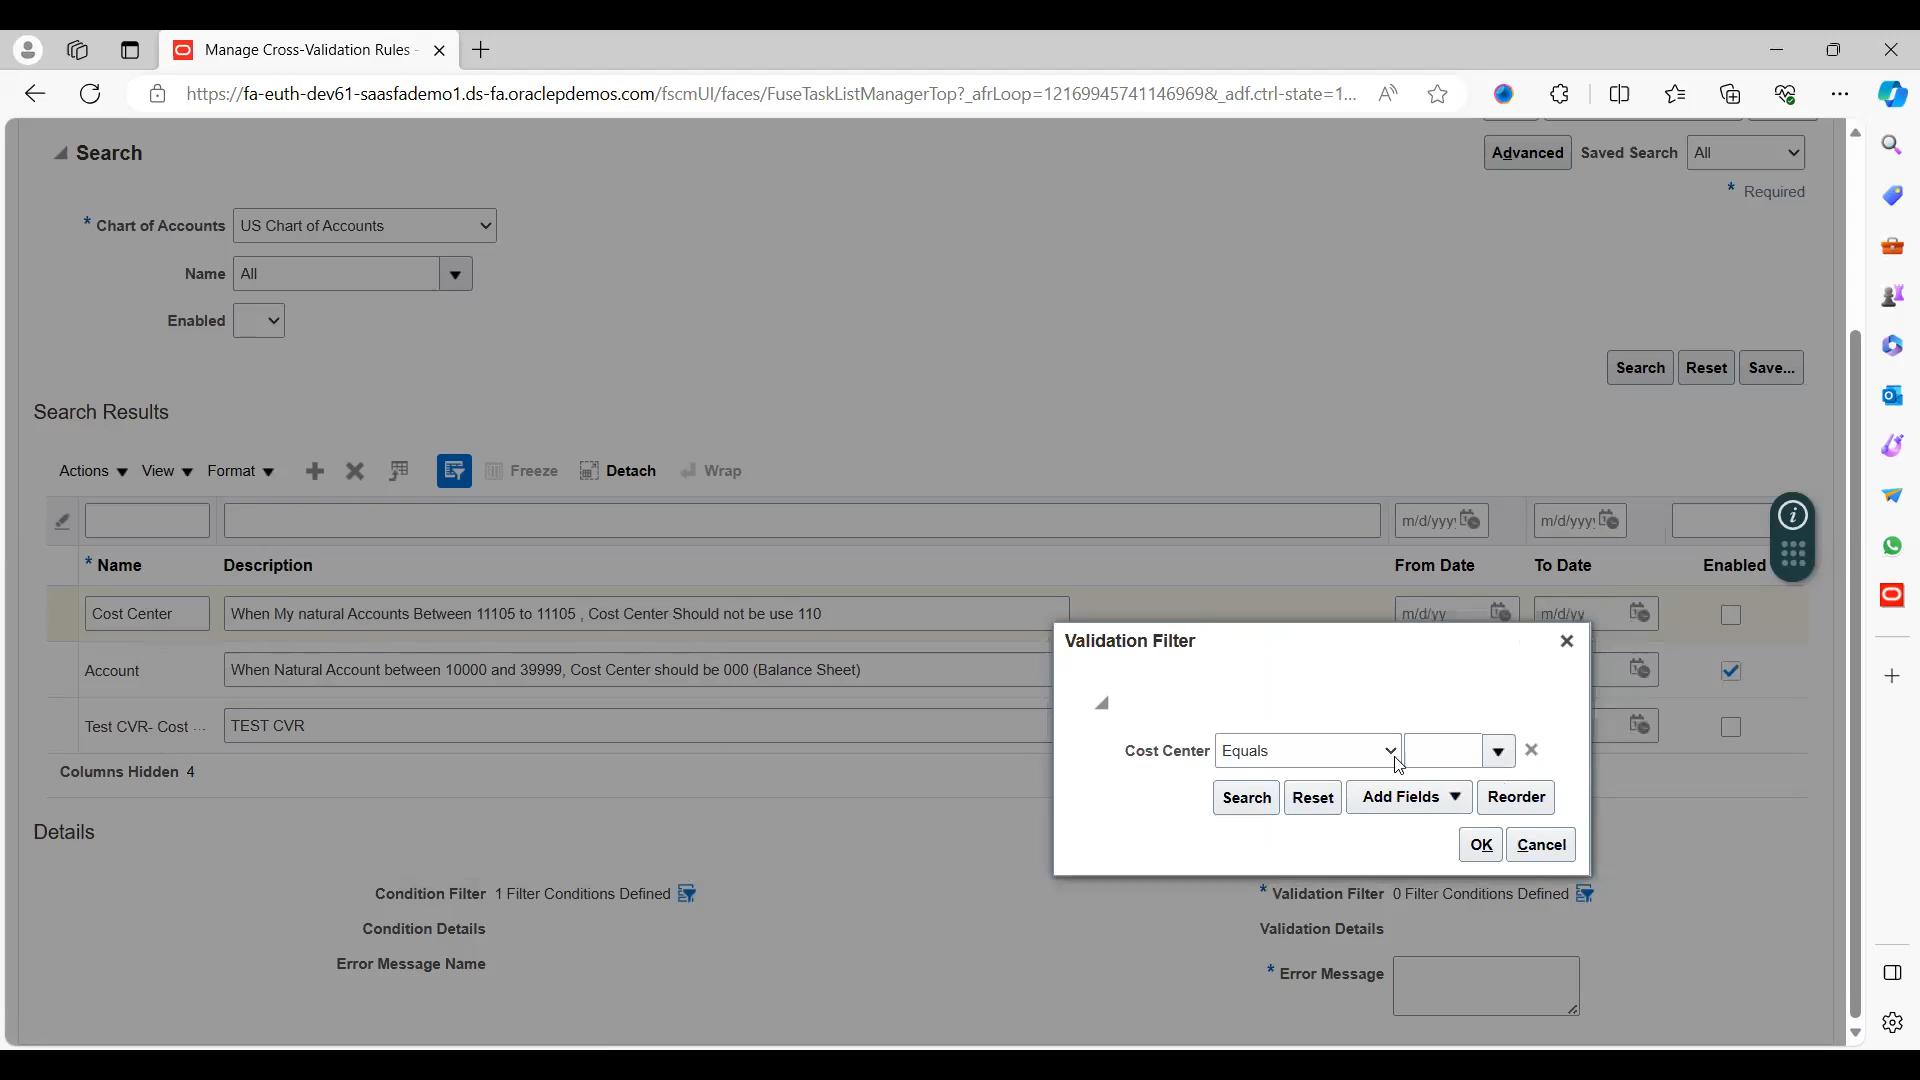 Manage Cross-Validation Rules -
https://fa-euth-dev61-saasfademo1.ds-fa.oraclepdemos.com/fscmUI/faces/FuseTaskListManagerTop?_afrLoop=12169945741146969&_adf.ctrl-state=1...
Search
Advanced Saved Search All
* Required
* Chart of Accounts US Chart of Accounts
Name All
Enabled
Search Reset Save...
Search Results
Actions View Format Freeze Detach Wrap
m/d/yyyy m/d/yyyy
* Name Description From Date To Date Enabled
Cost Center When My natural Accounts Between 11105 to 11105 , Cost Center Should not be use 110 m/d/yy m/d/yy
Account When Natural Account between 10000 and 39999, Cost Center should be 000 (Balance Sheet)
Test CVR- Cost ... TEST CVR
Columns Hidden 4
Validation Filter
Cost Center Equals
Search Reset Add Fields Reorder
OK Cancel
Details
Condition Filter 1 Filter Conditions Defined * Validation Filter 0 Filter Conditions Defined
Condition Details Validation Details
Error Message Name * Error Message